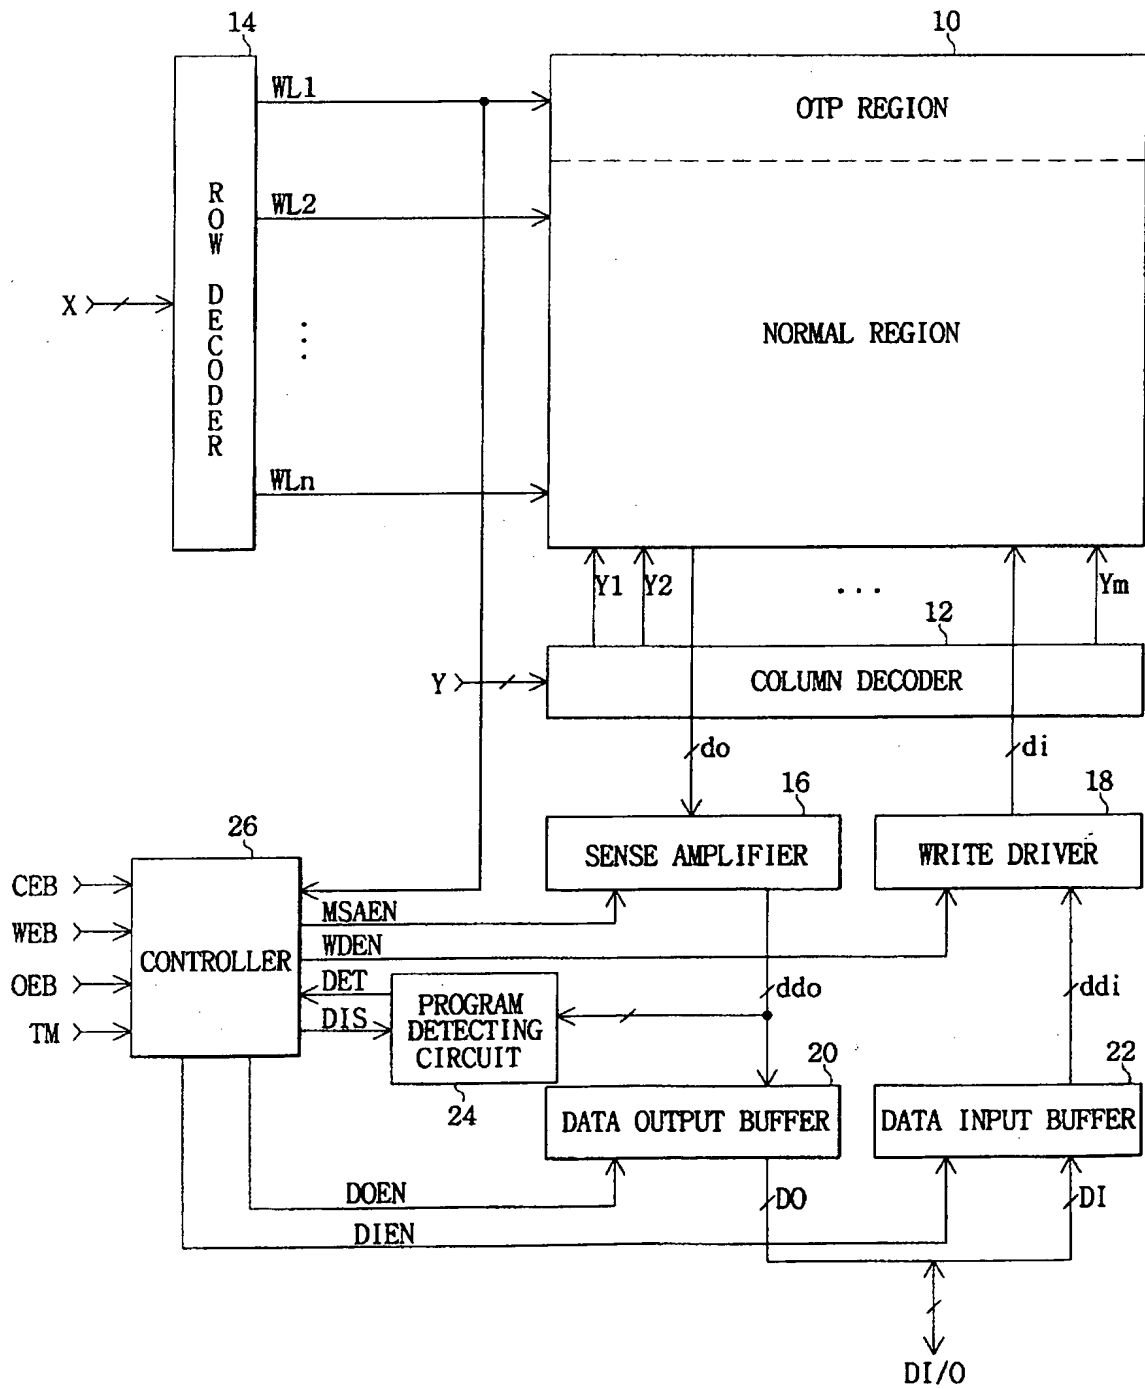 14
10
WL1
OTP REGION
ROW DECODER
WL2
X
NORMAL REGION
WLn
Y1
Y2
Ym
12
Y
COLUMN DECODER
do
di
16
18
26
SENSE AMPLIFIER
WRITE DRIVER
CEB
MSAEN
WEB
WDEN
CONTROLLER
DET
PROGRAM
DETECTING
CIRCUIT
ddo
ddi
OEB
DIS
TM
24
20
22
DATA OUTPUT BUFFER
DATA INPUT BUFFER
DOEN
DO
DI
DIEN
DI/O